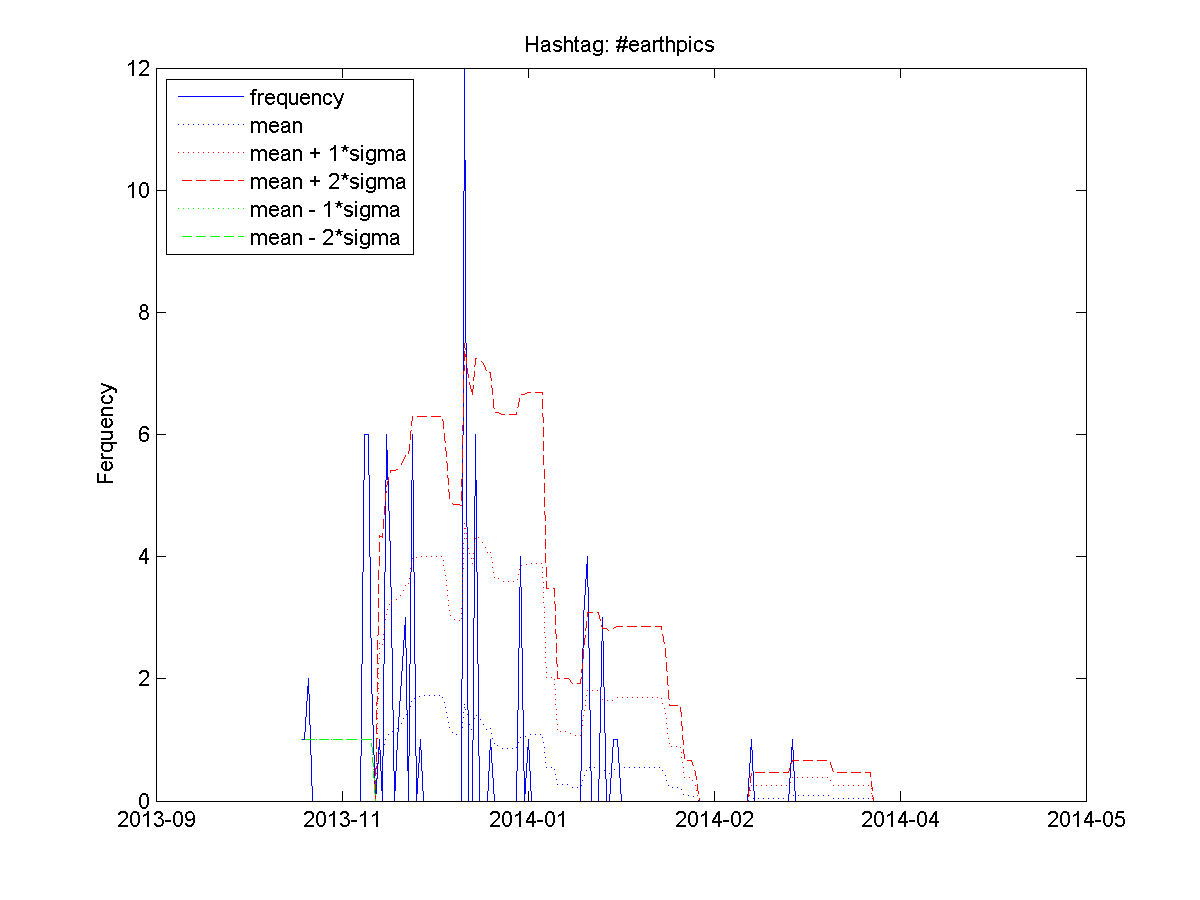 Hashtag: #earthpics
12
10
8
6
4
2
0
Ferquency
frequency
mean
mean + 1*sigma
mean + 2*sigma
mean - 1*sigma
mean - 2*sigma
2013-09 2013-11 2014-01 2014-02 2014-04 2014-05